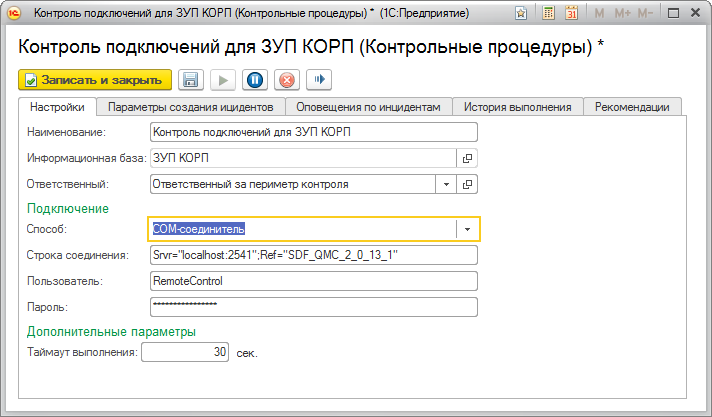 Контроль подключений для ЗУП КОРП (Контрольные процедуры) * (1С:Предприятие)
M M+ M-
Контроль подключений для ЗУП КОРП (Контрольные процедуры) *
Записать и закрыть
Настройки Параметры создания ицидентов Оповещения по инцидентам История выполнения Рекомендации
Наименование: Контроль подключений для ЗУП КОРП
Информационная база: ЗУП КОРП
Ответственный: Ответственный за периметр контроля
Подключение
Способ: COM-соединитель
Строка соединения: Srvr="localhost:2541";Ref="SDF_QMC_2_0_13_1"
Пользователь: RemoteControl
Пароль: ****************
Дополнительные параметры
Таймаут выполнения: 30 сек.